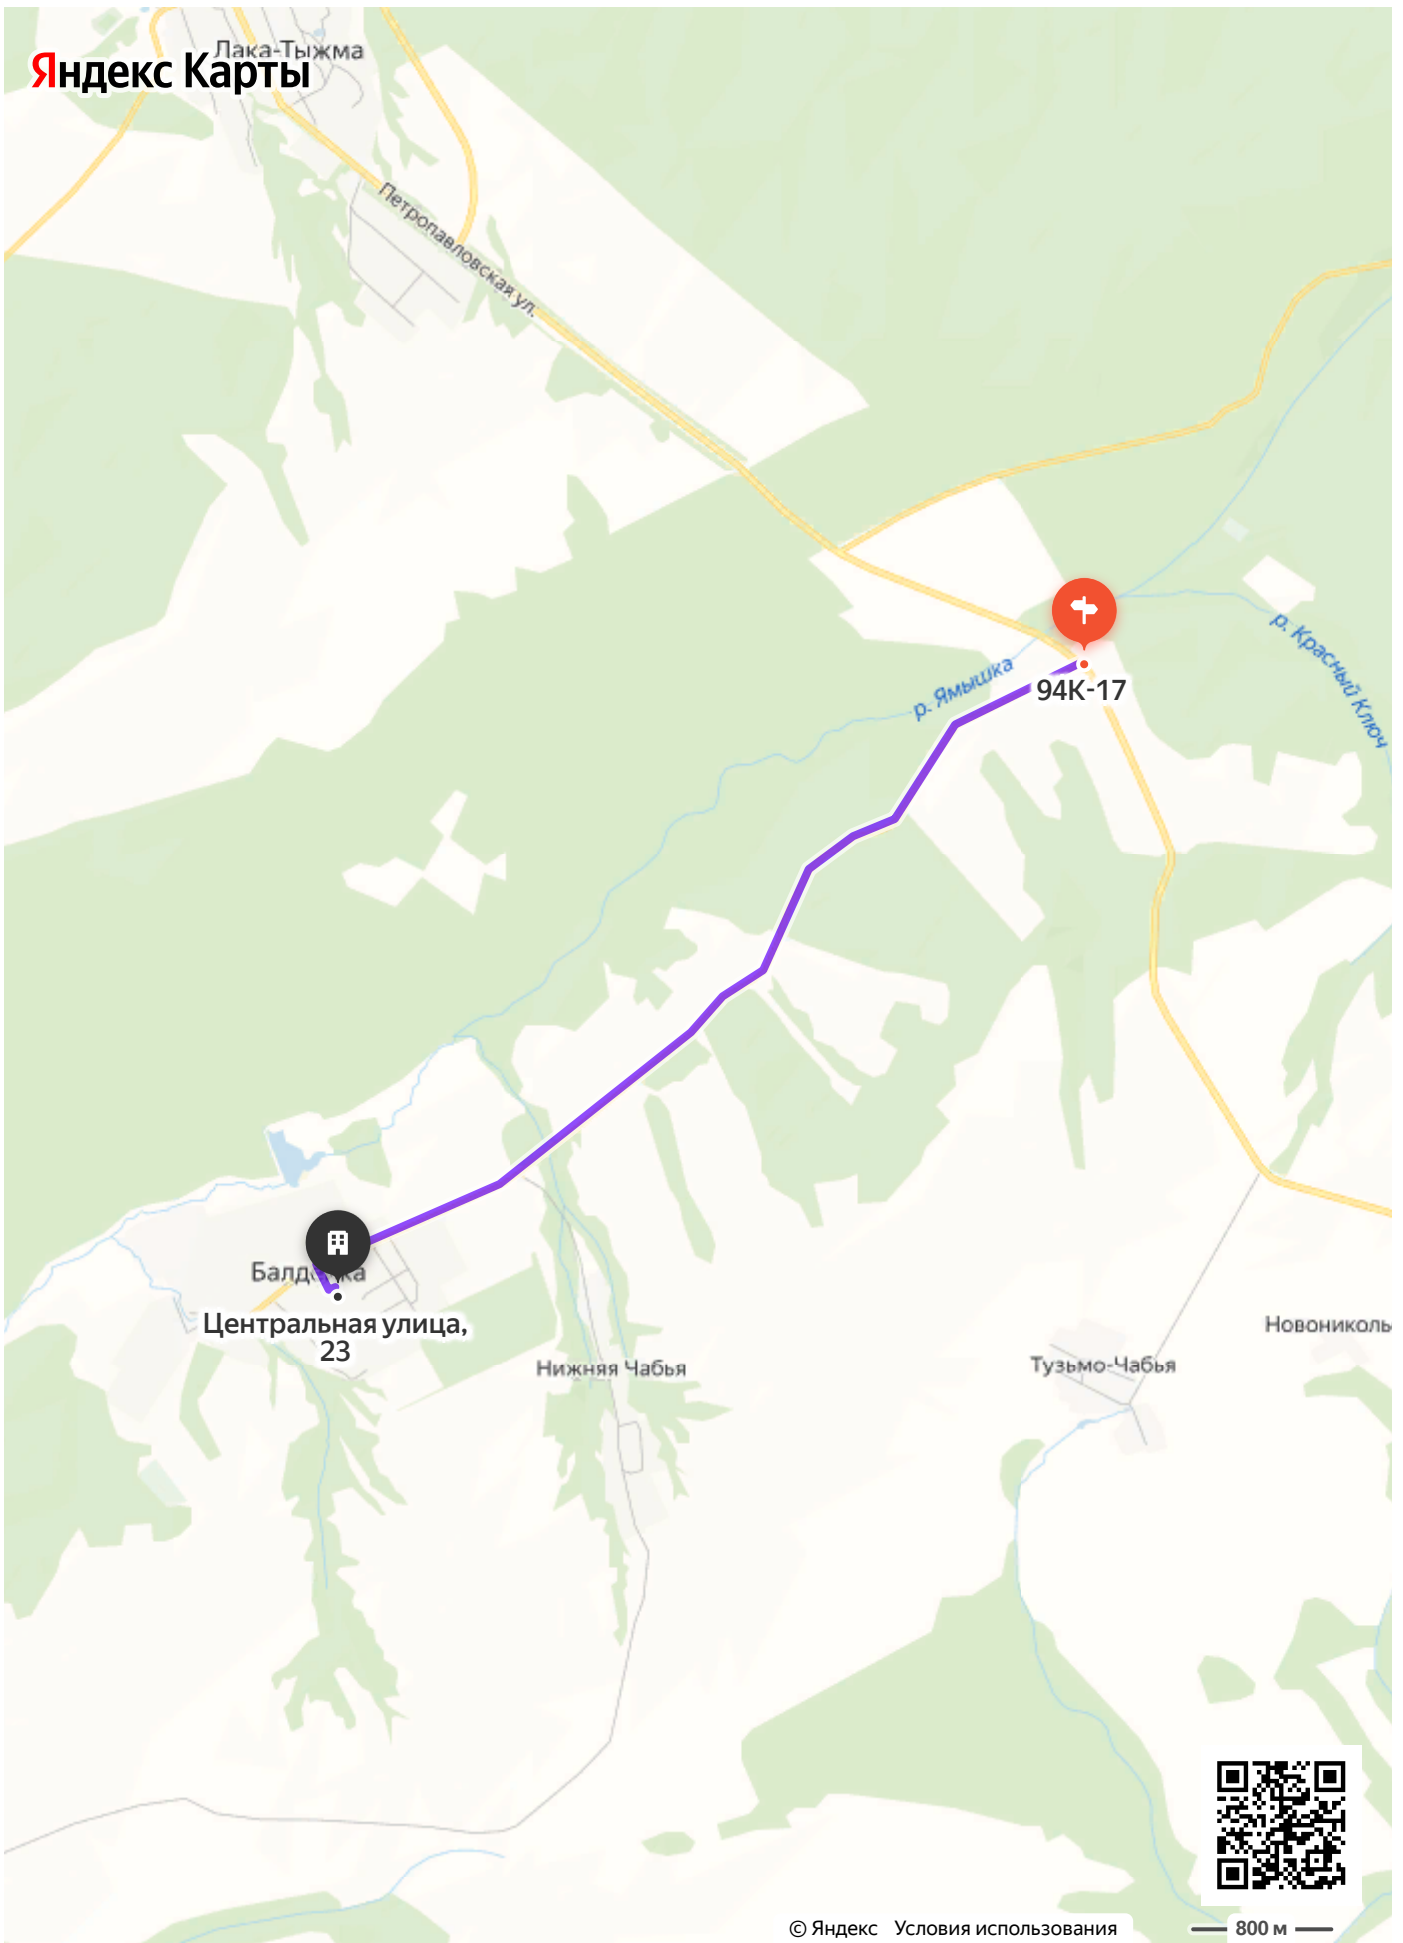 Лака-Тыжма
Яндекс Карты
Петропавловская ул.
р. Красный Ключ
р. Ямышка
94К-17
Центральная улица,
23
Нижняя Чабья
Тузьмо-Чабья
© Яндекс Условия использования
800 м